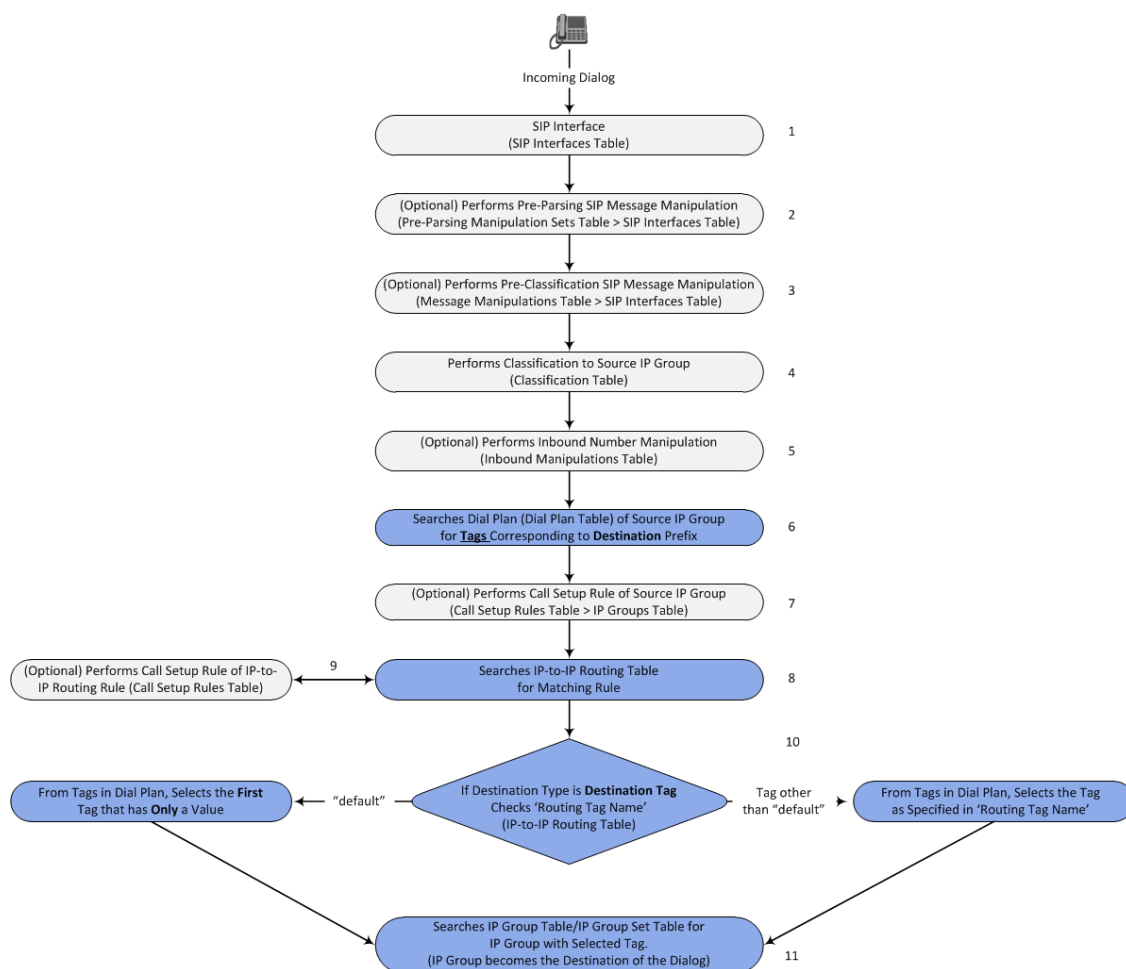 Incoming Dialog
SIP Interface
(SIP Interfaces Table)
1
(Optional) Performs Pre-Parsing SIP Message Manipulation
(Pre-Parsing Manipulation Sets Table > SIP Interfaces Table)
2
(Optional) Performs Pre-Classification SIP Message Manipulation
(Message Manipulations Table > SIP Interfaces Table)
3
Performs Classification to Source IP Group
(Classification Table)
4
(Optional) Performs Inbound Number Manipulation
(Inbound Manipulations Table)
5
Searches Dial Plan (Dial Plan Table) of Source IP Group
for Tags Corresponding to Destination Prefix
6
(Optional) Performs Call Setup Rule of Source IP Group
(Call Setup Rules Table > IP Groups Table)
7
(Optional) Performs Call Setup Rule of IP-to-
IP Routing Rule (Call Setup Rules Table)
9
Searches IP-to-IP Routing Table
for Matching Rule
8
10
From Tags in Dial Plan, Selects the First
Tag that has Only a Value
“default”
If Destination Type is Destination Tag
Checks ‘Routing Tag Name’
(IP-to-IP Routing Table)
Tag other
than “default”
From Tags in Dial Plan, Selects the Tag
as Specified in ‘Routing Tag Name’
Searches IP Group Table/IP Group Set Table for
IP Group with Selected Tag.
(IP Group becomes the Destination of the Dialog)
11